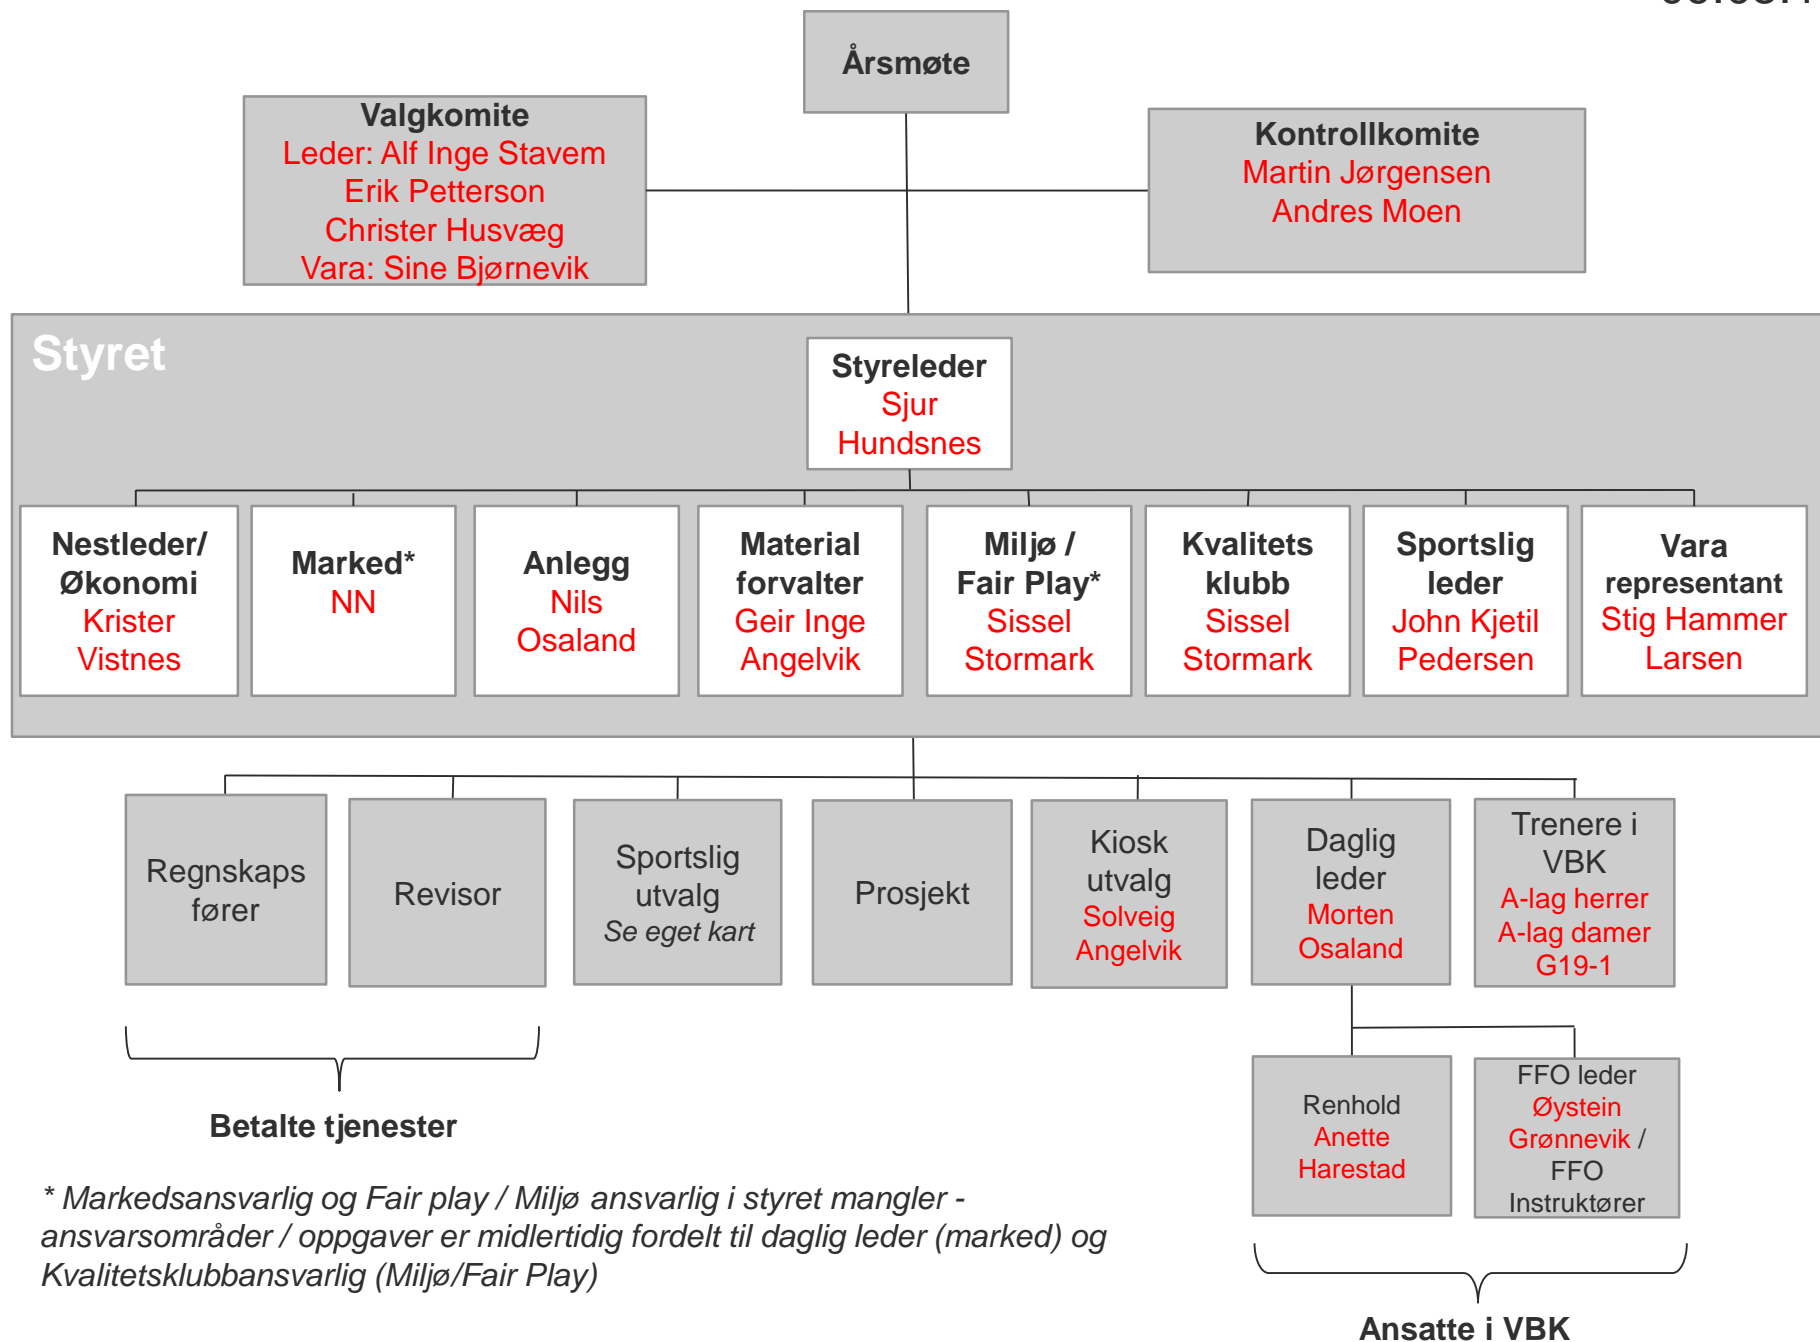 Årsmøte
Valgkomite
Leder: Alf Inge Stavem
Erik Petterson
Christer Husvæg
Vara: Sine Bjørnevik
Kontrollkomite
Martin Jørgensen
Andres Moen
Styret
Styreleder
Sjur
Hundsnes
Nestleder/
Økonomi
Krister
Vistnes
Marked*
NN
Anlegg
Nils
Osaland
Material
forvalter
Geir Inge
Angelvik
Miljø /
Fair Play*
Sissel
Stormark
Kvalitets
klubb
Sissel
Stormark
Sportslig
leder
John Kjetil
Pedersen
Vara
representant
Stig Hammer
Larsen
Regnskaps
fører
Revisor
Sportslig
utvalg
Se eget kart
Prosjekt
Kiosk
utvalg
Solveig
Angelvik
Daglig
leder
Morten
Osaland
Trenere i
VBK
A-lag herrer
A-lag damer
G19-1
Betalte tjenester
Renhold
Anette
Harestad
FFO leder
Øystein
Grønnevik /
FFO
Instruktører
* Markedsansvarlig og Fair play / Miljø ansvarlig i styret mangler -
ansvarsområder / oppgaver er midlertidig fordelt til daglig leder (marked) og
Kvalitetsklubbansvarlig (Miljø/Fair Play)
Ansatte i VBK